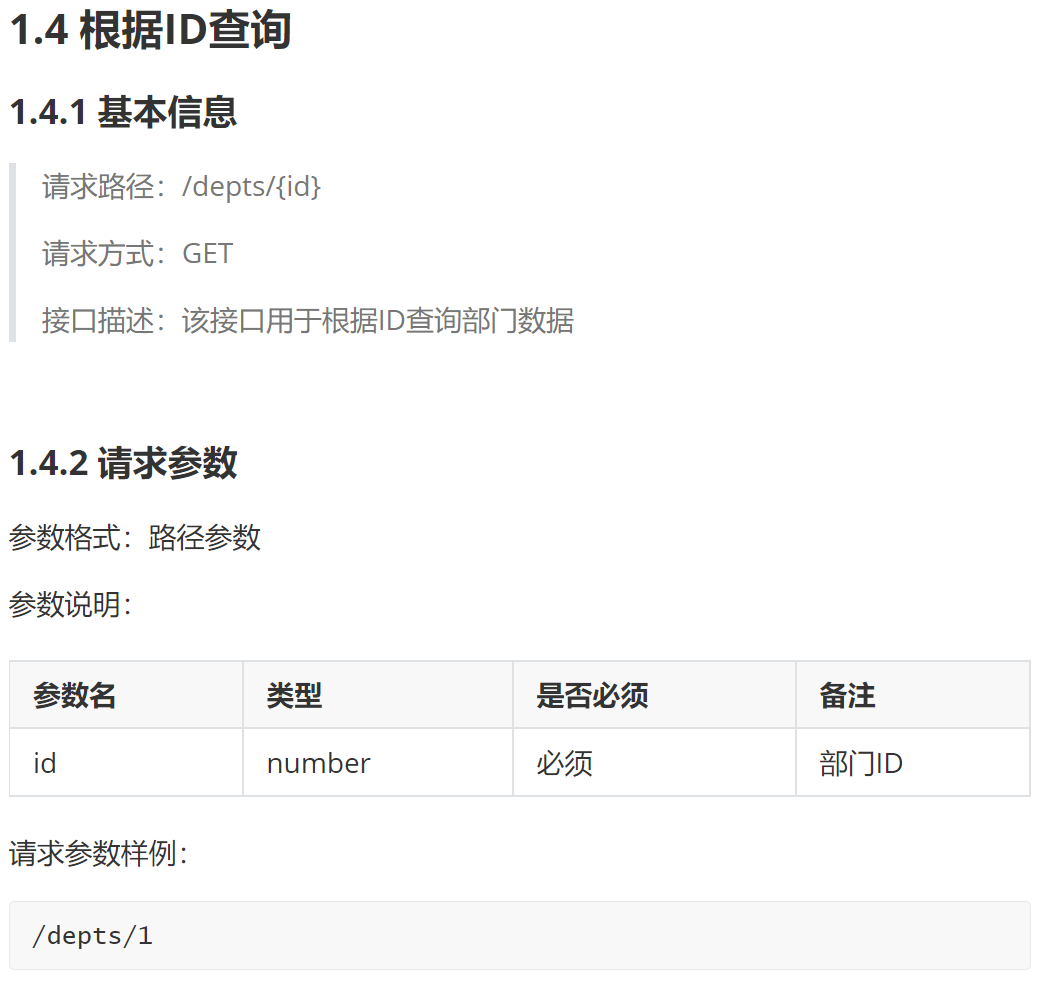 1.4 根据ID查询
1.4.1 基本信息
请求路径：/depts/{id}
请求方式：GET
接口描述：该接口用于根据ID查询部门数据
1.4.2 请求参数
参数格式：路径参数
参数说明：
参数名 类型 是否必须 备注
id number 必须 部门ID
请求参数样例：
/depts/1